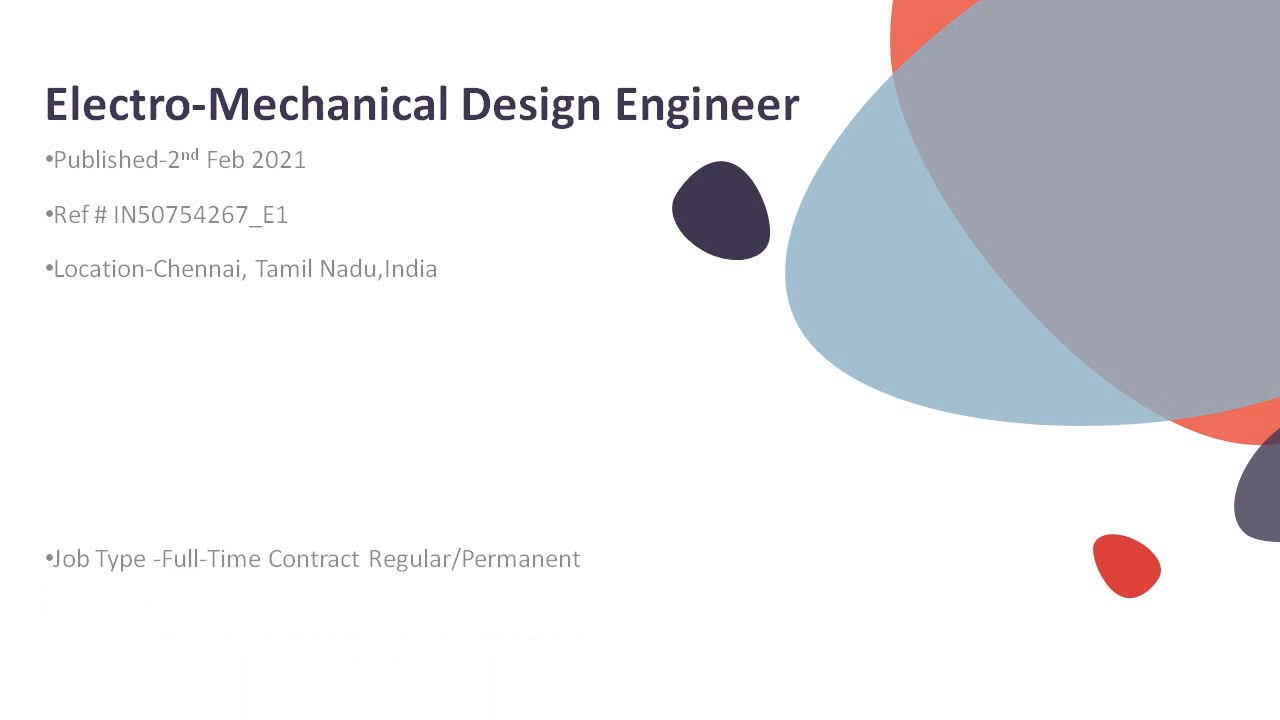 Electro-Mechanical Design Engineer
•Published-2nd Feb 2021
•Ref # IN50754267_E1
•Location-Chennai, Tamil Nadu,India
•Job Type -Full-Time Contract Regular/Permanent